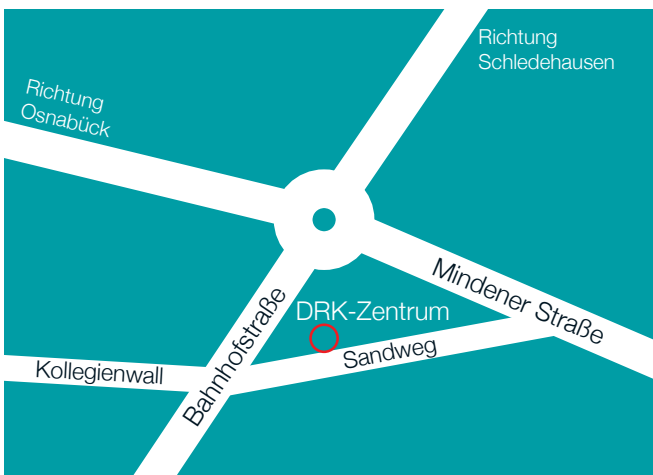 Richtung
Schledehausen
Richtung
Osnabück
Mindener Straße
DRK-Zentrum
Bahnhofstraße
Sandweg
Kollegienwall